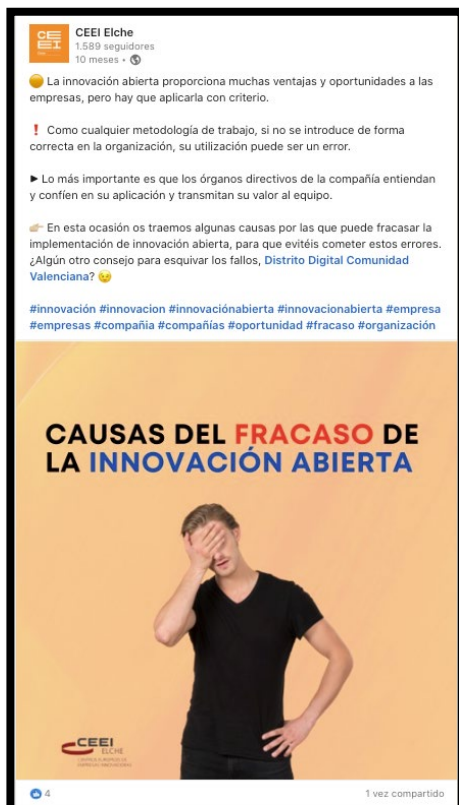 CEEI
CEEI Elche
1.589 seguidores
10 meses •
La innovación abierta proporciona muchas ventajas y oportunidades a las
empresas, pero hay que aplicarla con criterio.
❗ Como cualquier metodología de trabajo, si no se introduce de forma
correcta en la organización, su utilización puede ser un error.
► Lo más importante es que los órganos directivos de la compañía entiendan
y confíen en su aplicación y transmitan su valor al equipo.
👉 En esta ocasión os traemos algunas causas por las que puede fracasar la
implementación de innovación abierta, para que evitéis cometer estos errores.
¿Algún otro consejo para esquivar los fallos, Distrito Digital Comunidad
Valenciana? 😉
#innovación #innovacion #innovaciónabierta #innovacionabierta #empresa
#empresas #compañia #compañías #oportunidad #fracaso #organización
CAUSAS DEL FRACASO DE
LA INNOVACIÓN ABIERTA
CEEI
ELCHE
4
1 vez compartido